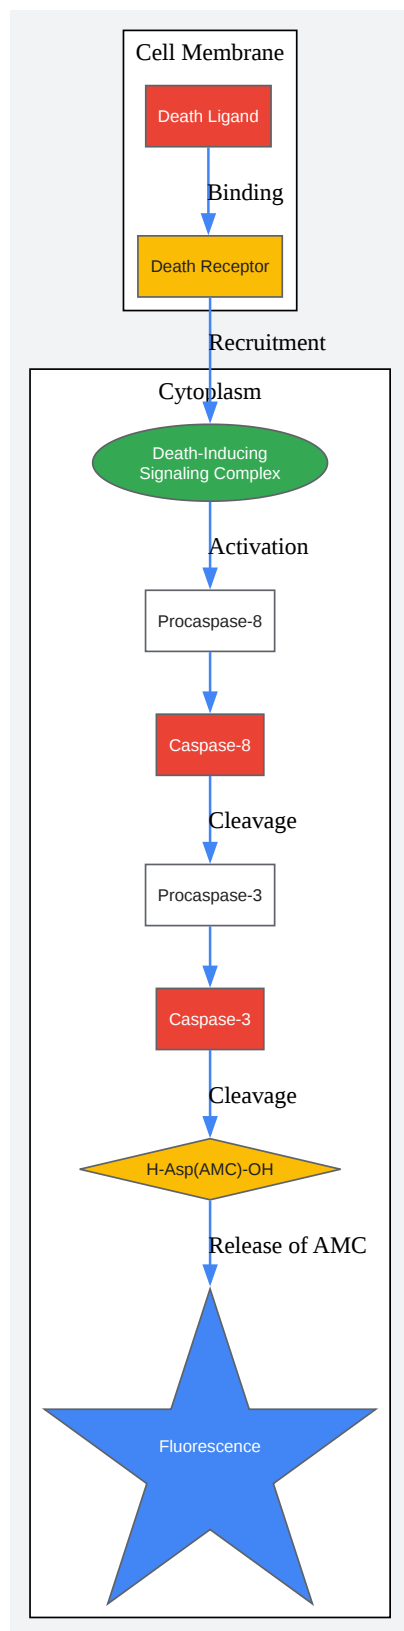 Cell Membrane
Death Ligand
Binding
Death Receptor
Recruitment
Cytoplasm
Death-Inducing
Signaling Complex
Activation
Procaspase-8
Caspase-8
Cleavage
Procaspase-3
Caspase-3
Cleavage
H-Asp(AMC)-OH
Release of AMC
Fluorescence